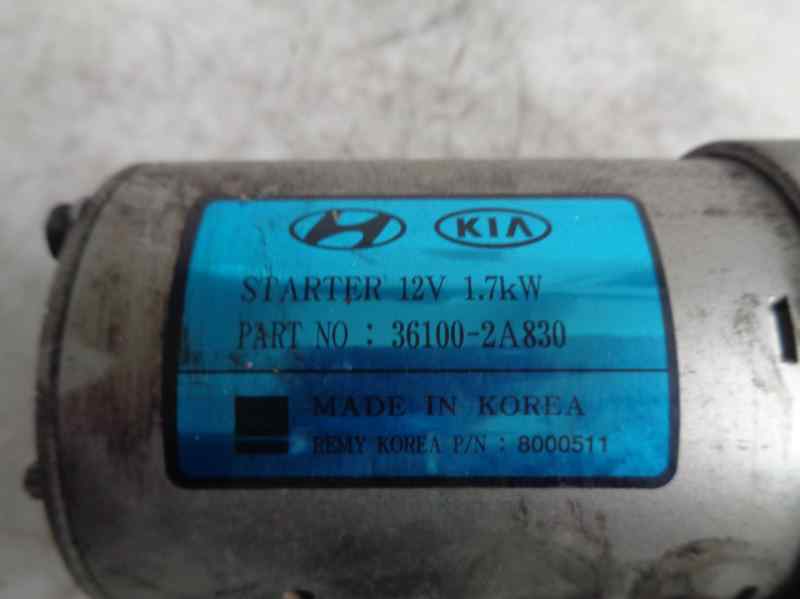 KIA
STARTER 12V 1.7kW
PART NO : 36100-2A830
MADE IN KOREA
REMY KOREA P/N : 8000511